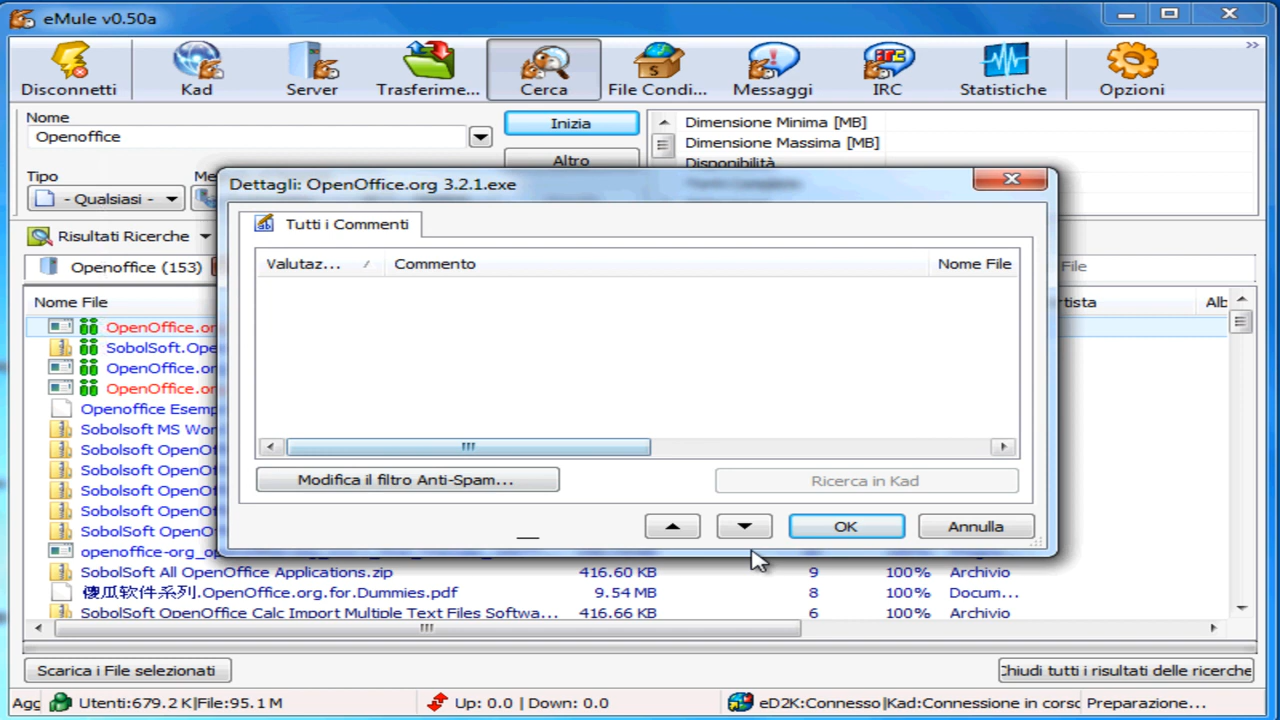 eMule v0.50a
Disconnetti
Kad
Server
Trasferime...
Cerca
File Condi...
Messaggi
IRC
Statistiche
Opzioni
Nome
Openoffice
Inizia
Altro
Dimensione Minima [MB]
Dimensione Massima [MB]
Disponibilità
Tipo
Me
- Qualsiasi -
Dettagli: OpenOffice.org 3.2.1.exe
Tutti i Commenti
Risultati Ricerche
Openoffice (153)
File
Valutaz...
Commento
Nome File
Nome File
rtista
Alb
OpenOffice.or
SobolSoft.Ope
OpenOffice.or
OpenOffice.or
Openoffice Esemp
Sobolsoft MS Wor
SobolSoft OpenOf
SobolSoft OpenOf
SobolSoft OpenOf
SobolSoft OpenOf
SobolSoft OpenOf
Modifica il filtro Anti-Spam...
Ricerca in Kad
OK
Annulla
SobolSoft All OpenOffice Applications.zip 416.60 KB 9 100% Archivio
傻瓜软件系列.OpenOffice.org.for.Dummies.pdf 9.54 MB 8 100% Docum...
SobolSoft OpenOffice Calc Import Multiple Text Files Softwa... 416.66 KB 6 100% Archivio
Scarica i File selezionati
Chiudi tutti i risultati delle ricerche
Agg
Utenti:679.2 K|File:95.1 M
Up: 0.0 | Down: 0.0
eD2K:Connesso|Kad:Connessione in corso
Preparazione...